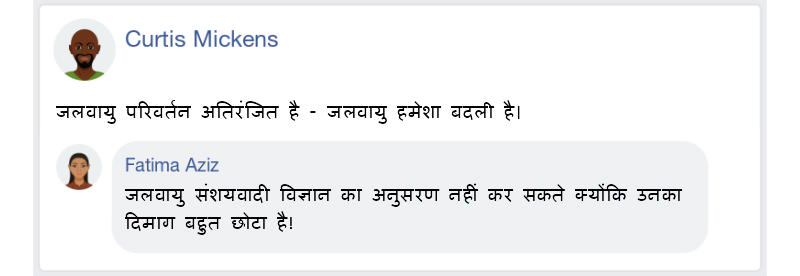 Curtis Mickens
जलवायु परिवर्तन अतिरंजित है - जलवायु हमेशा बदली है।
Fatima Aziz
जलवायु संशयवादी विज्ञान का अनुसरण नहीं कर सकते क्योंकि उनका
दिमाग बहुत छोटा है!